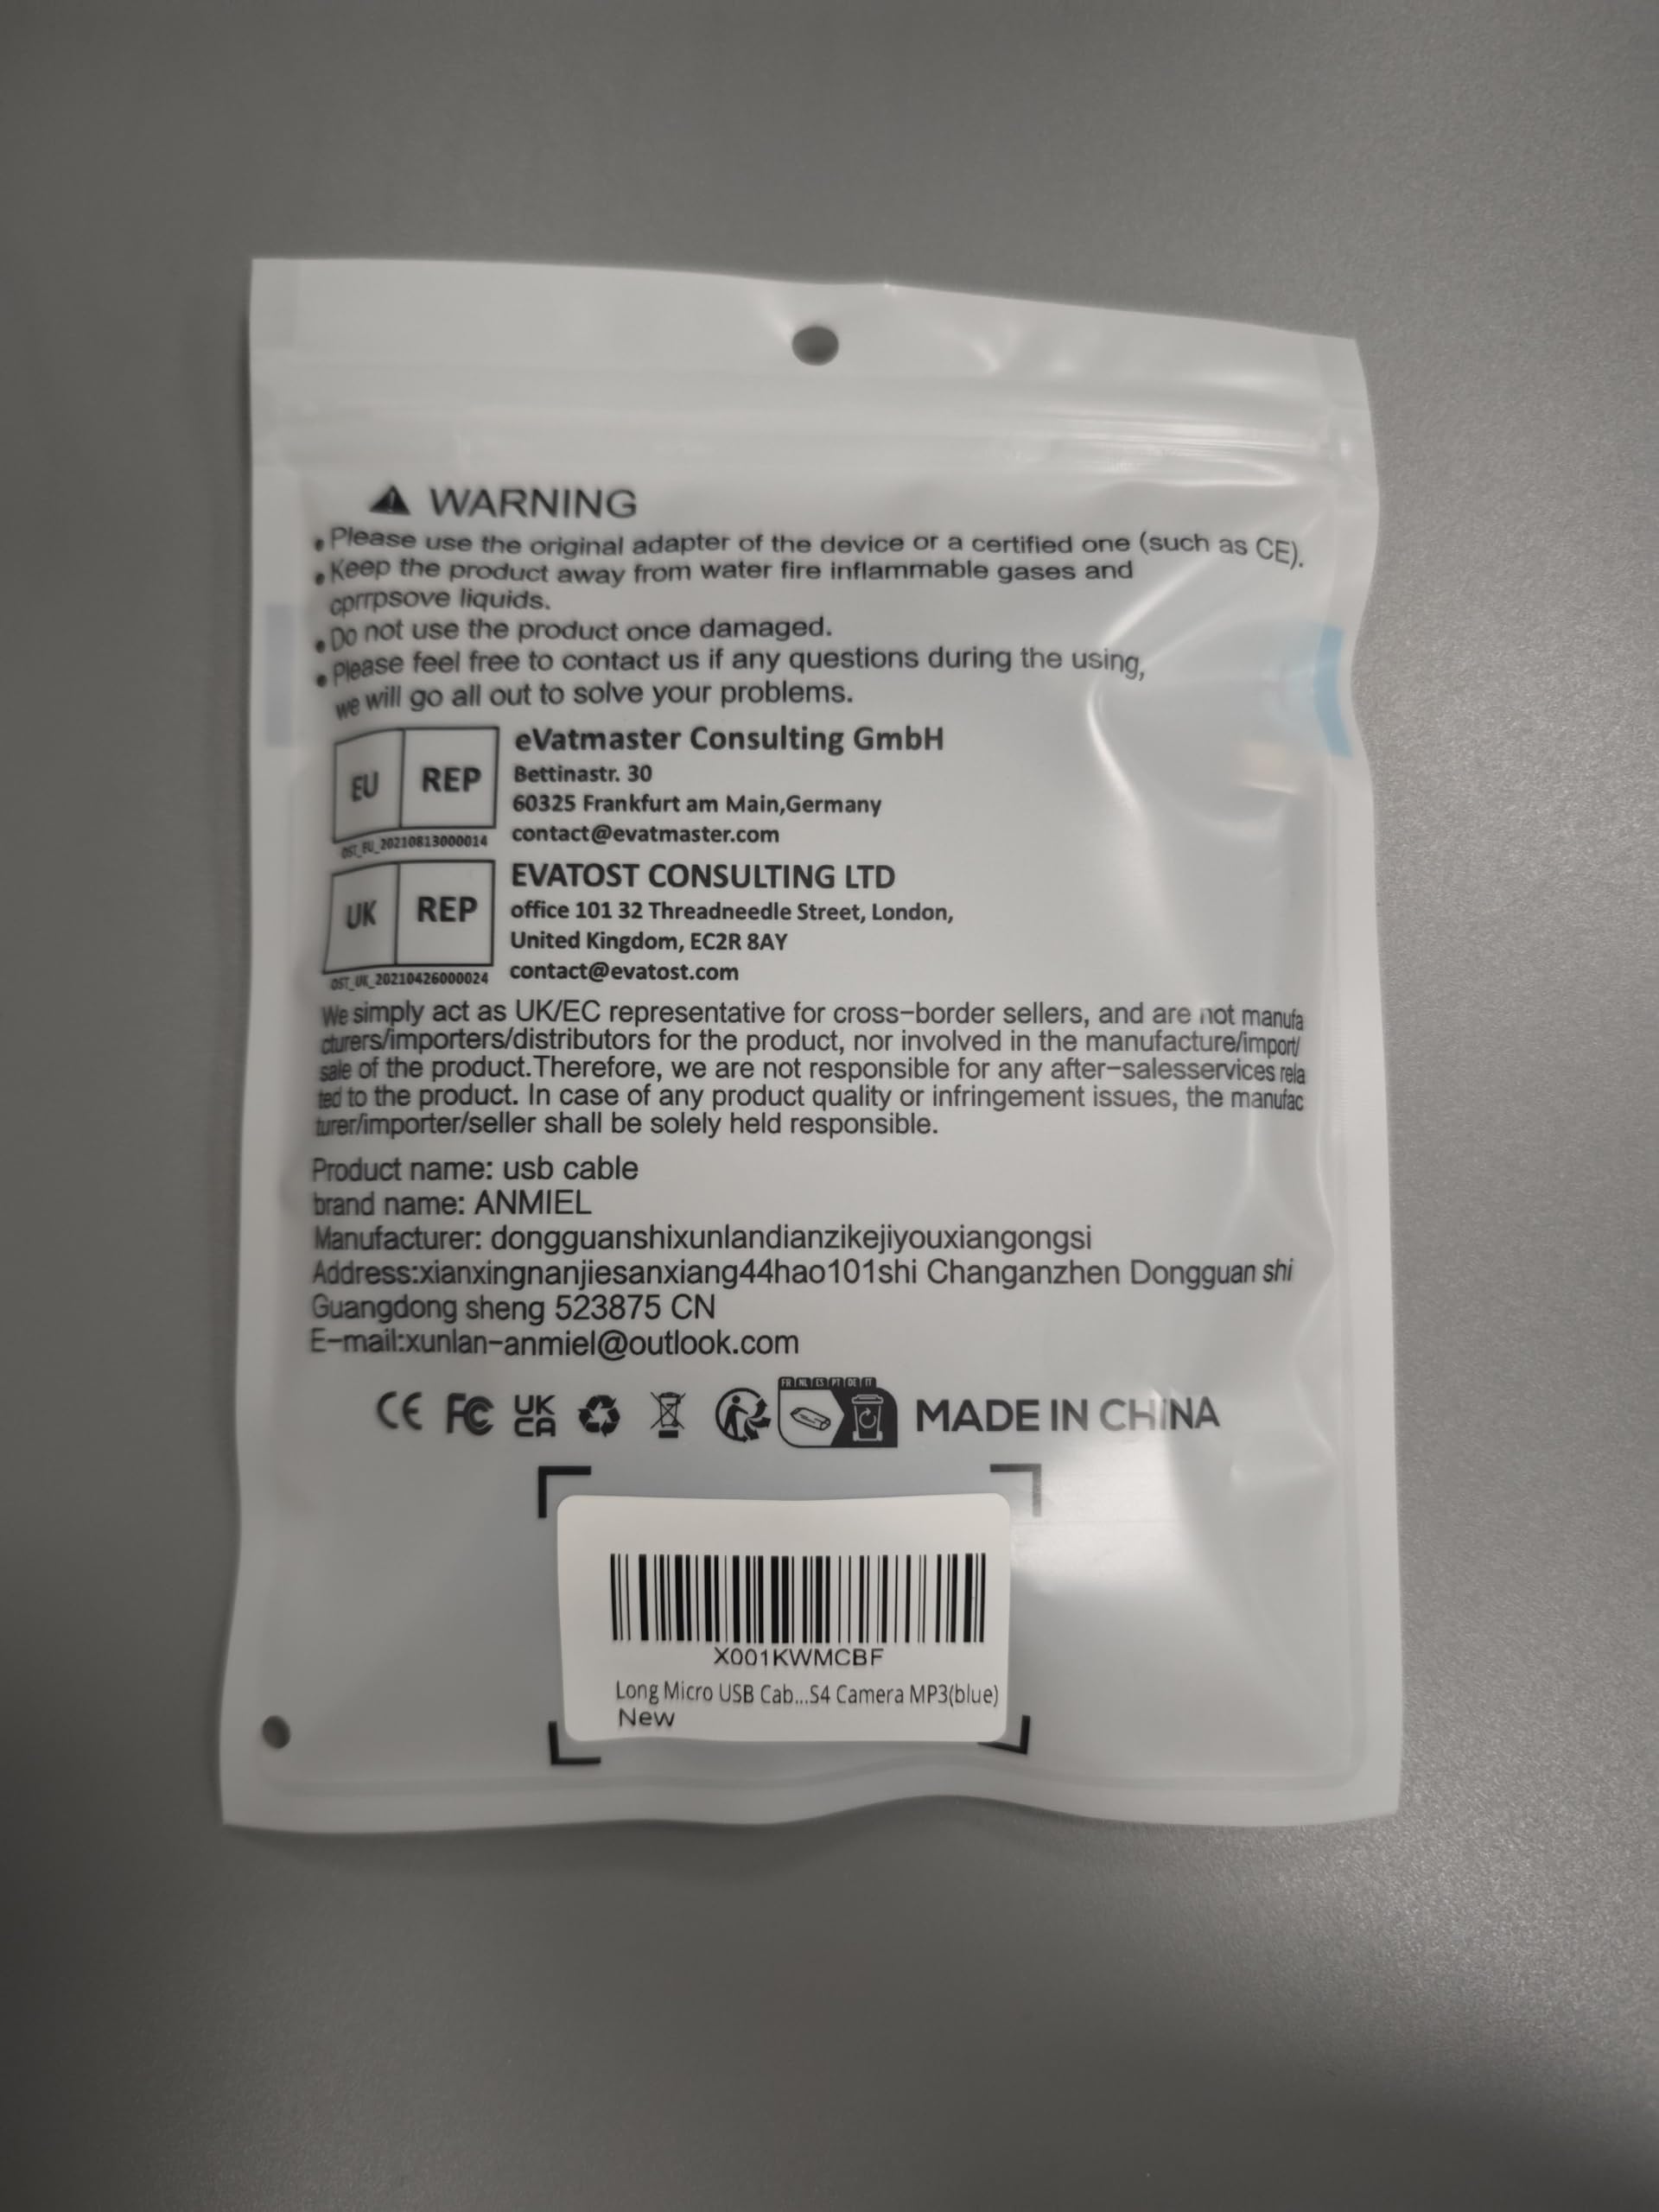 WARNING
• Please use the original adapter of the device or a certified one (such as CE).
• Keep the product away from water fire inflammable gases and
cprrpsove liquids.
• Do not use the product once damaged.
• Please feel free to contact us if any questions during the using,
we will go all out to solve your problems.
EU REP
OST_EU_20210813000014
eVatmaster Consulting GmbH
Bettinastr. 30
60325 Frankfurt am Main,Germany
contact@evatmaster.com
UK REP
OST_UK_20210426000024
EVATOST CONSULTING LTD
office 101 32 Threadneedle Street, London,
United Kingdom, EC2R 8AY
contact@evatost.com
We simply act as UK/EC representative for cross-border sellers, and are not manufa
cturers/importers/distributors for the product, nor involved in the manufacture/import/
sale of the product.Therefore, we are not responsible for any after-salesservices rela
ted to the product. In case of any product quality or infringement issues, the manufac
turer/importer/seller shall be solely held responsible.
Product name: usb cable
brand name: ANMIEL
Manufacturer: dongguanshixunlandianzikejiyouxiangongsi
Address:xianxingnanjiesanxiang44hao101shi Changanzhen Dongguan shi
Guangdong sheng 523875 CN
E-mail:xunlan-anmiel@outlook.com
CE FC UK CA FR NL ES PT DE IT MADE IN CHINA
X001KWMCBF
Long Micro USB Cab...S4 Camera MP3(blue)
New